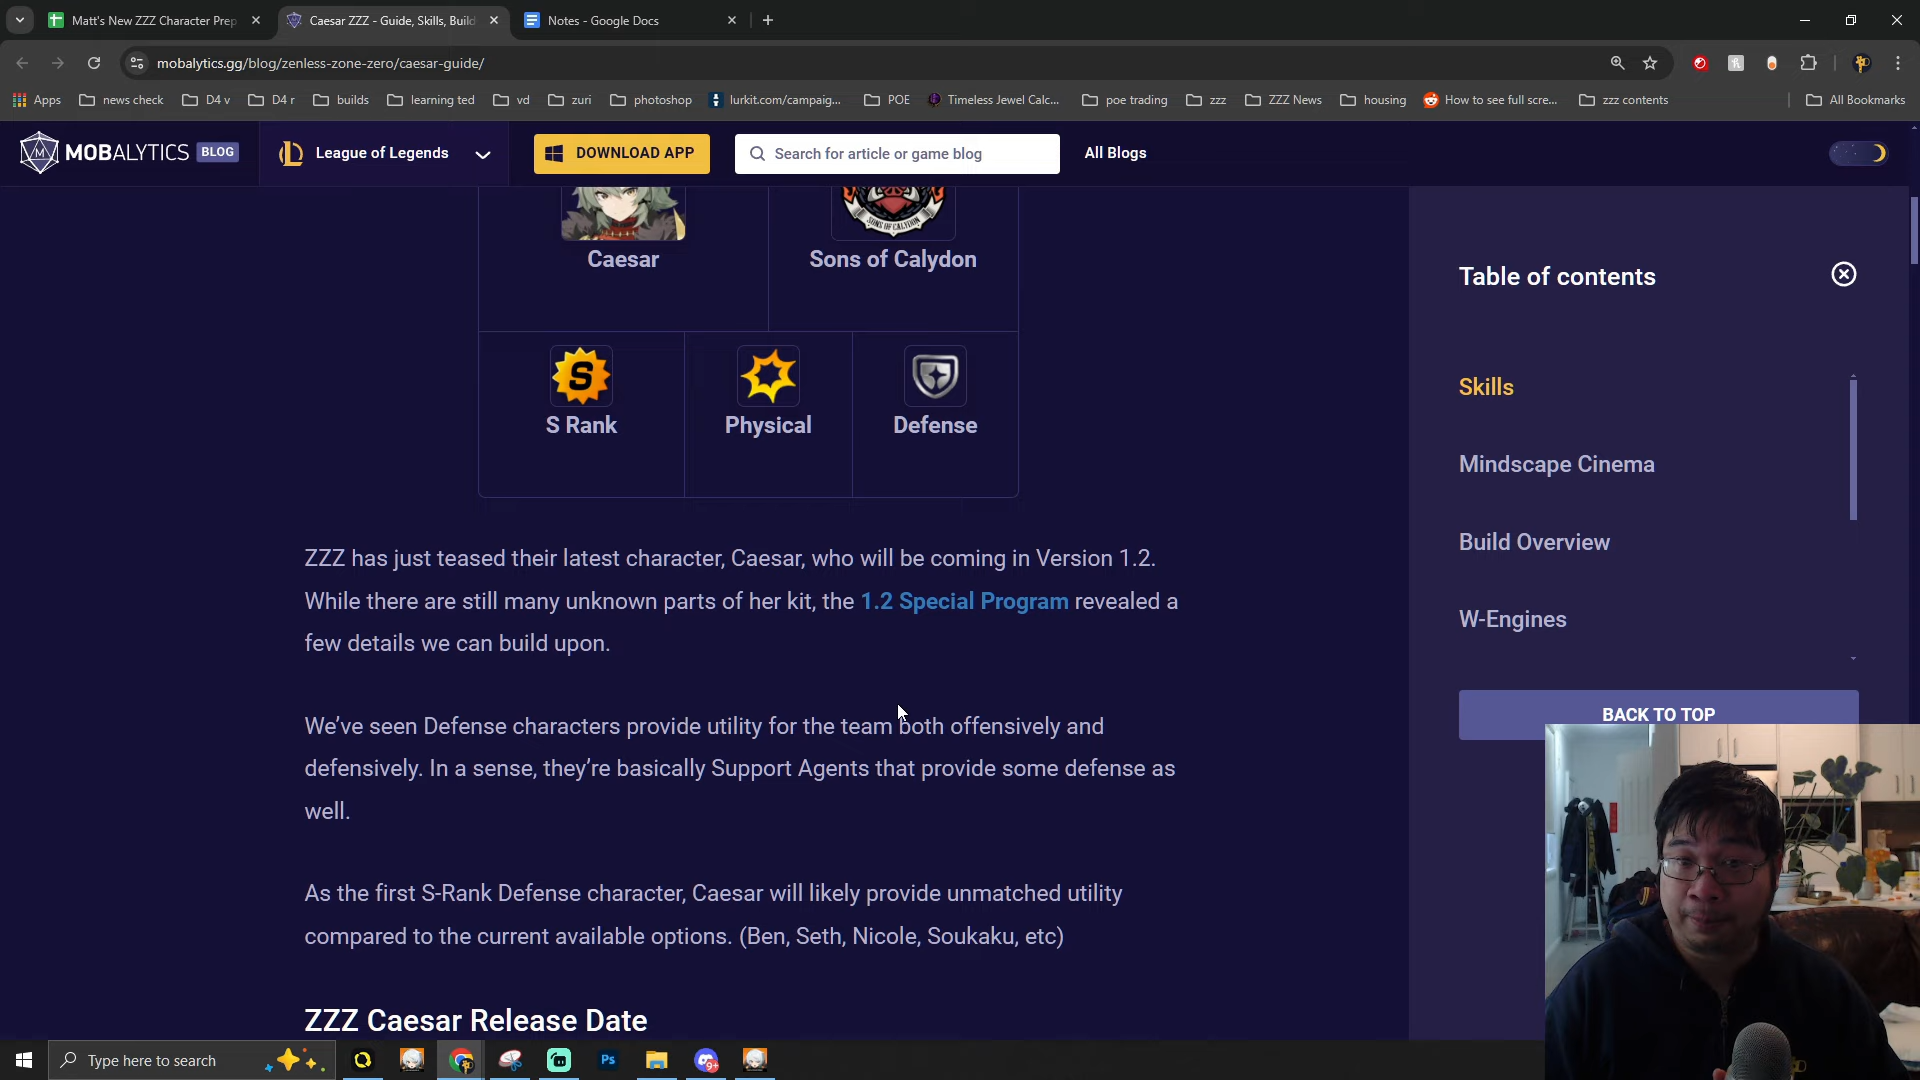 Matt's New ZZZ Character Prep
Caesar ZZZ - Guide, Skills, Build
Notes - Google Docs
mobalytics.gg/blog/zenless-zone-zero/caesar-guide/
Apps
news check
D4 v
D4 r
builds
learning ted
vd
zuri
photoshop
lurkit.com/campaig...
POE
Timeless Jewel Calc...
poe trading
zzz
ZZZ News
housing
How to see full scre...
zzz contents
All Bookmarks
MOBALYTICS BLOG
League of Legends
DOWNLOAD APP
Search for article or game blog
All Blogs
SONS OF CALYDON
Caesar
Sons of Calydon
S
S Rank
Physical
Defense
ZZZ has just teased their latest character, Caesar, who will be coming in Version 1.2.
While there are still many unknown parts of her kit, the 1.2 Special Program revealed a
few details we can build upon.
We've seen Defense characters provide utility for the team both offensively and
defensively. In a sense, they're basically Support Agents that provide some defense as
well.
As the first S-Rank Defense character, Caesar will likely provide unmatched utility
compared to the current available options. (Ben, Seth, Nicole, Soukaku, etc)
ZZZ Caesar Release Date
Table of contents
Skills
Mindscape Cinema
Build Overview
W-Engines
BACK TO TOP
Type here to search
Ps
9+